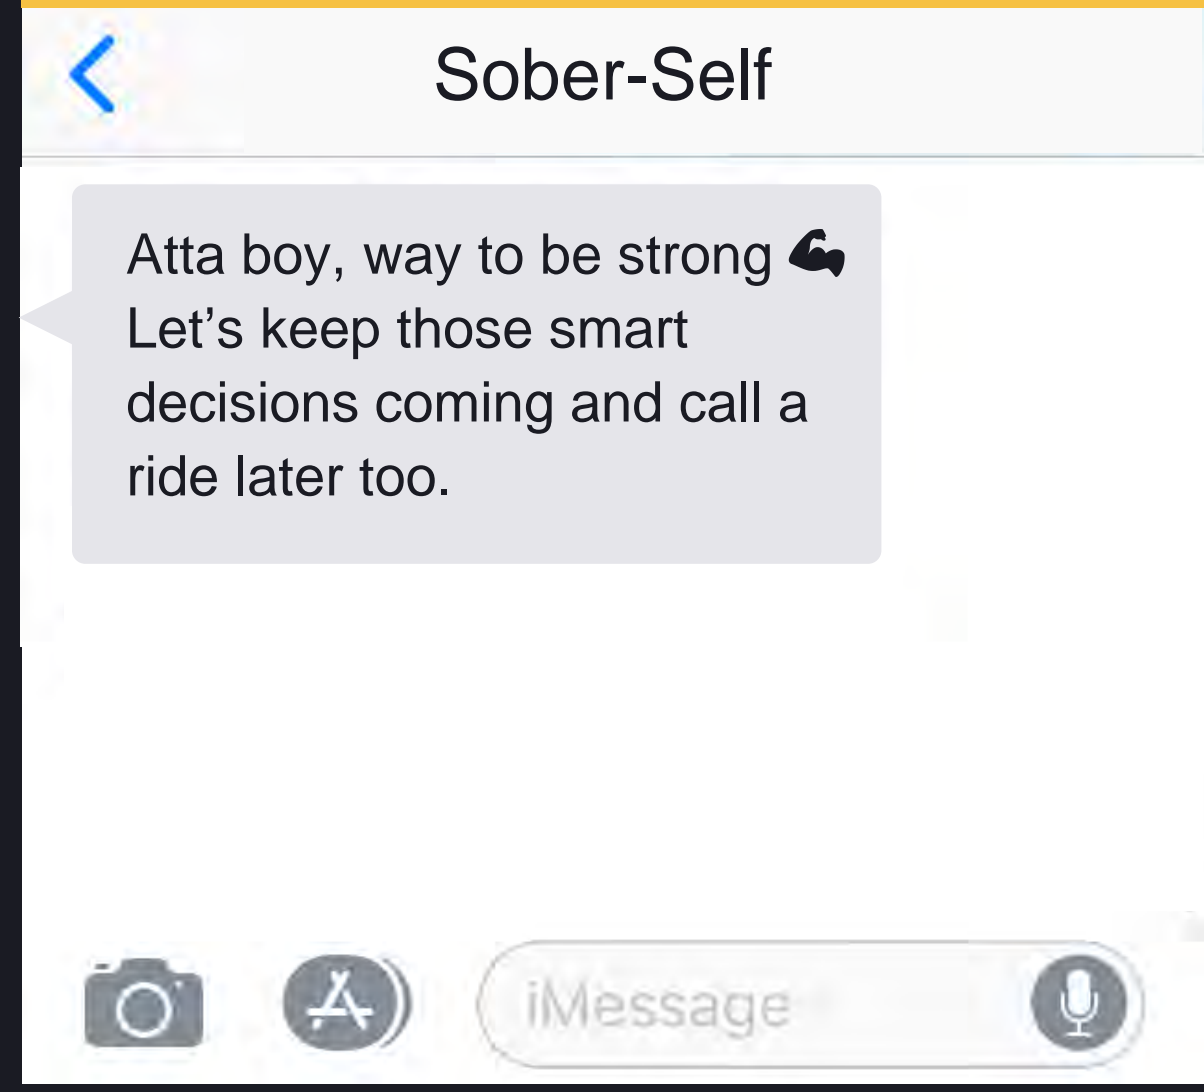 Sober-Self
Atta boy, way to be strong 💪
Let’s keep those smart
decisions coming and call a
ride later too.
iMessage